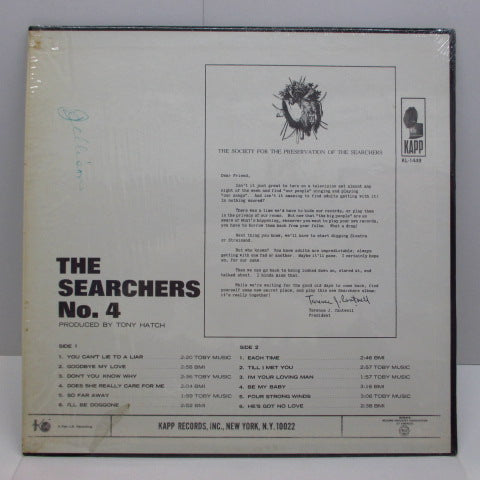 Jillison
KAPP
KL-1449
THE SOCIETY FOR THE PRESERVATION OF THE SEARCHERS
Dear Friend,
Isn't it just great to turn on a television set almost any
night of the week and find "our people" singing and playing
"our songs". And isn't it amazing to find adults getting with it!
Is nothing sacred?
There was a time we'd have to hide our records, or play them
in the privacy of our rooms. But now that "the big people" are
aware of what's happening, whenever you want to play your own records,
you have to borrow them back from your folks. What a drag!
Next thing you know, we'll have to start digging Sinatra
or Streisand.
But who knows? You know adults are unpredictable, always
getting with one fad or another. Maybe it'll pass. I certainly hope
so, for our sake.
Then we can go back to being looked down on, stared at, and
talked about. I kinda miss that.
While we're waiting for the good old days to come back, find
yourself some new secret place, and play this new Searchers album:
it's really together!
Terence J. Cantwell
Terence J. Cantwell
President
THE
SEARCHERS
No. 4
PRODUCED BY TONY HATCH
SIDE 1
1. YOU CAN'T LIE TO A LIAR 2:20 TOBY MUSIC
2. GOODBYE MY LOVE 2:55 BMI
3. DON'T YOU KNOW WHY 2:36 TOBY MUSIC
4. DOES SHE REALLY CARE FOR ME 2:04 BMI
5. SO FAR AWAY 1:59 TOBY MUSIC
6. I'LL BE DOGGONE 2:52 BMI
SIDE 2
1. EACH TIME 2:46 BMI
2. TILL I MET YOU 2:57 TOBY MUSIC
3. I'M YOUR LOVING MAN 1:57 TOBY MUSIC
4. BE MY BABY 3:16 BMI
5. FOUR STRONG WINDS 3:06 TOBY MUSIC
6. HE'S GOT NO LOVE 2:38 BMI
KAPP RECORDS, INC., NEW YORK, N.Y. 10022